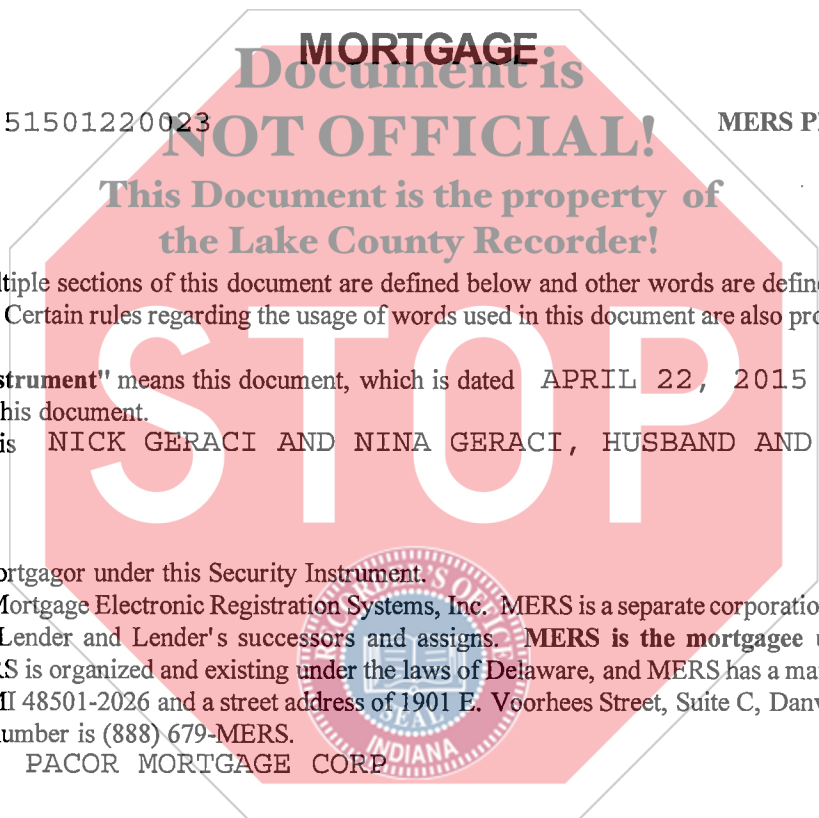 MORTGAGE
Document is
51501220023 MERS
NOT OFFICIAL!
This Document is the property of
the Lake County Recorder!
tiple sections of this document are defined below and other words are define
Certain rules regarding the usage of words used in this document are also pro
STOP
strument" means this document, which is dated APRIL 22, 2015
his document.
is NICK GERACI AND NINA GERACI, HUSBAND AND
ortgagor under this Security Instrument.
Mortgage Electronic Registration Systems, Inc. MERS is a separate corporatio
Lender and Lender's successors and assigns. MERS is the mortgagee u
RS is organized and existing under the laws of Delaware, and MERS has a ma
MI 48501-2026 and a street address of 1901 E. Voorhees Street, Suite C, Danv
umber is (888) 679-MERS.
PACOR MORTGAGE CORP
RECORDER'S OFFICE
SEAL
INDIANA